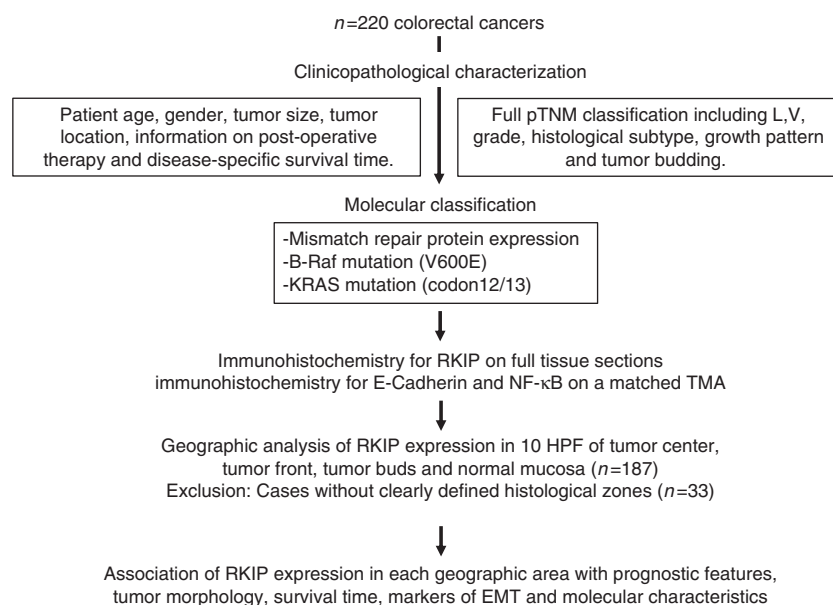 n=220 colorectal cancers
Clinicopathological characterization
Patient age, gender, tumor size, tumor
location, information on post-operative
therapy and disease-specific survival time.
Full pTNM classification including L,V,
grade, histological subtype, growth pattern
and tumor budding.
Molecular classification
-Mismatch repair protein expression
-B-Raf mutation (V600E)
-KRAS mutation (codon12/13)
Immunohistochemistry for RKIP on full tissue sections
immunohistochemistry for E-Cadherin and NF-κB on a matched TMA
Geographic analysis of RKIP expression in 10 HPF of tumor center,
tumor front, tumor buds and normal mucosa (n=187)
Exclusion: Cases without clearly defined histological zones (n=33)
Association of RKIP expression in each geographic area with prognostic features,
tumor morphology, survival time, markers of EMT and molecular characteristics